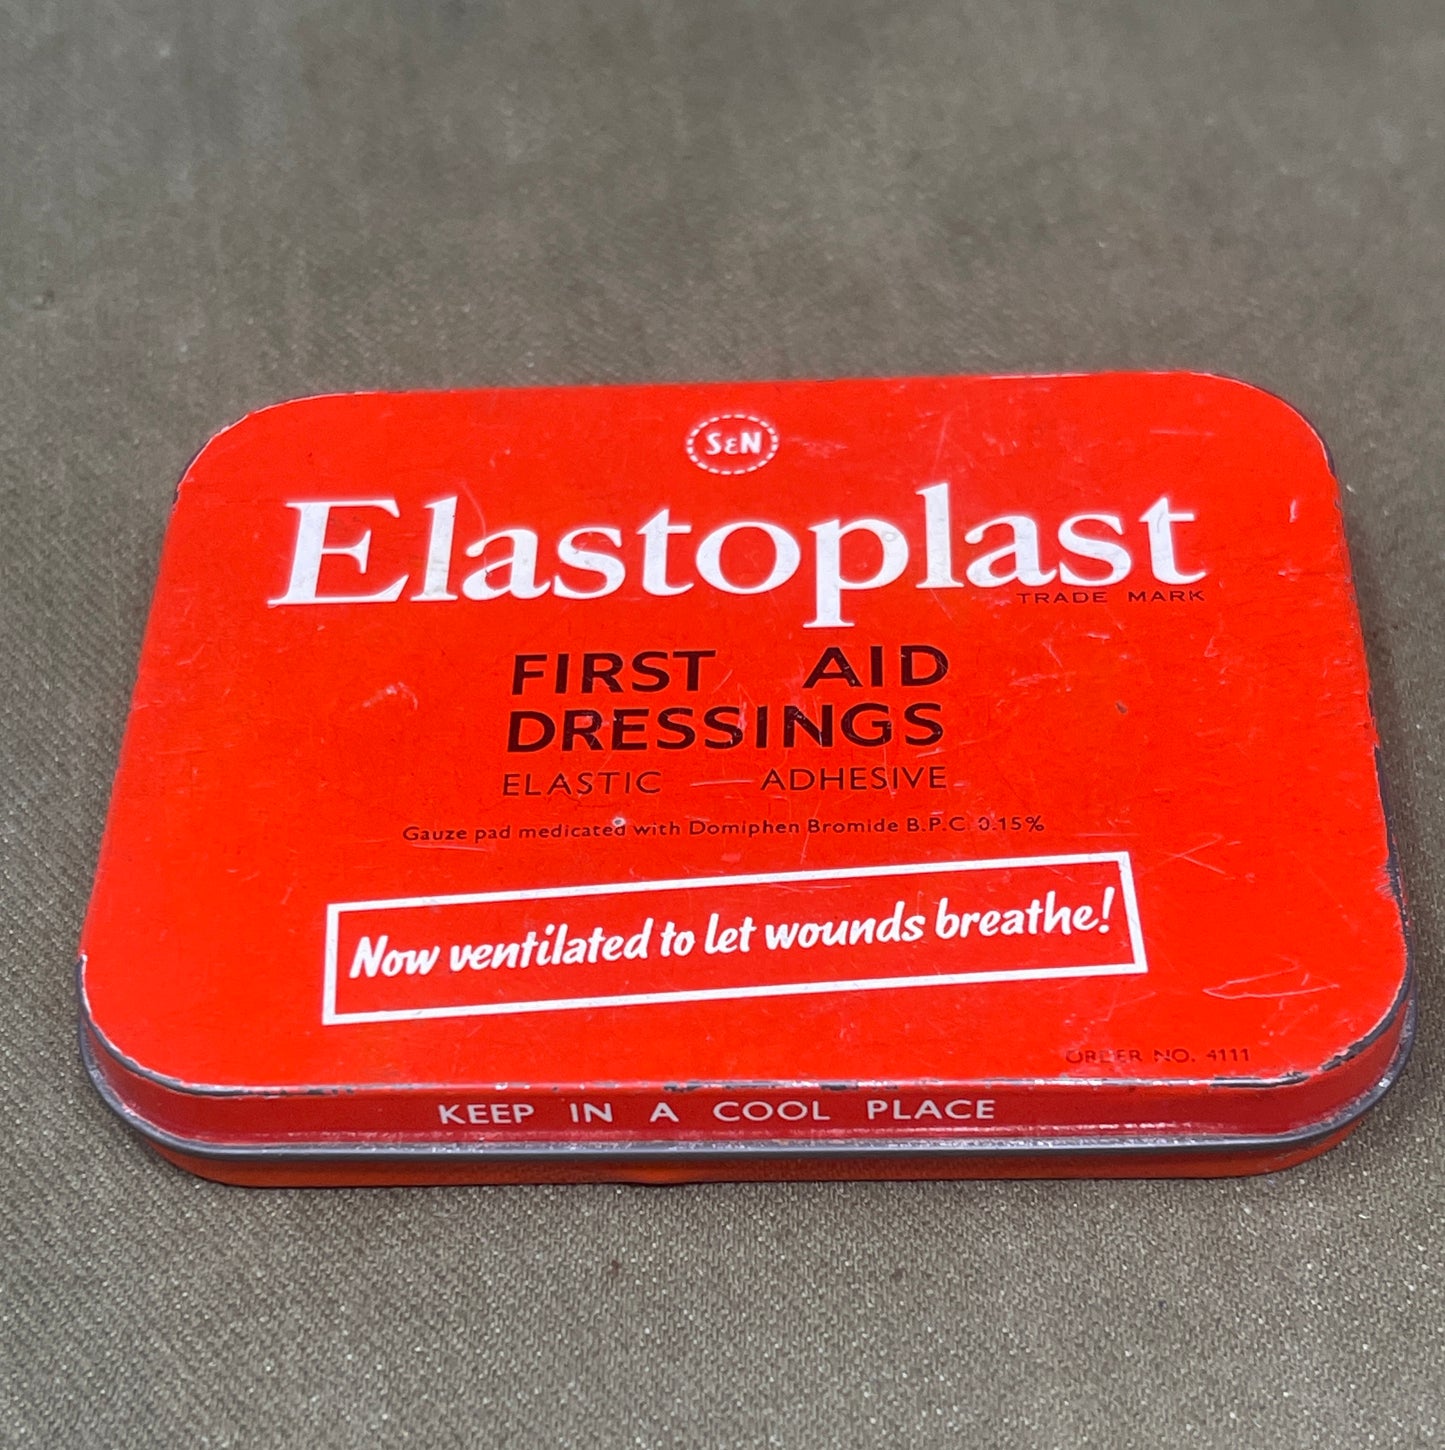 S&N
Elastoplast
TRADE MARK
FIRST AID
DRESSINGS
ELASTIC ADHESIVE
Gauze pad medicated with Domiphen Bromide B.P.C. 0.15%
Now ventilated to let wounds breathe!
ORDER NO. 4111
KEEP IN A COOL PLACE